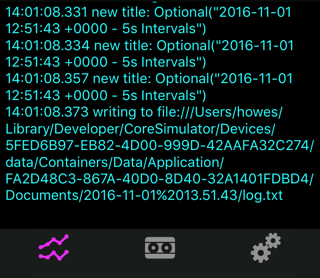 14:01:08.331 new title: Optional("2016-11-01
12:51:43 +0000 - 5s Intervals")
14:01:08.334 new title: Optional("2016-11-01
12:51:43 +0000 - 5s Intervals")
14:01:08.357 new title: Optional("2016-11-01
12:51:43 +0000 - 5s Intervals")
14:01:08.373 writing to file:///Users/howes/
Library/Developer/CoreSimulator/Devices/
5FED6B97-EB82-4D00-999D-42AAFA32C274/
data/Containers/Data/Application/
FA2D48C3-867A-40D0-8D40-32A1401FDBD4/
Documents/2016-11-01%2013.51.43/log.txt